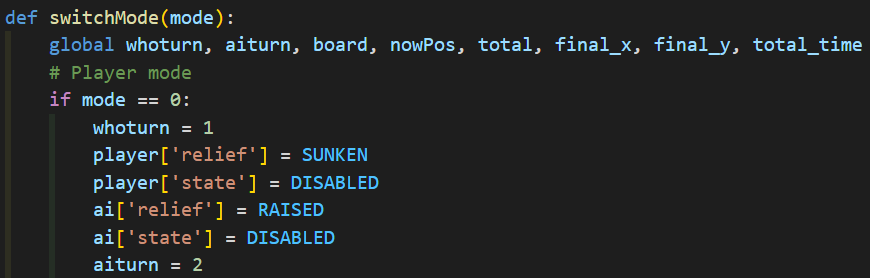 def switchMode(mode):
    global whoturn, aiturn, board, nowPos, total, final_x, final_y, total_time
    # Player mode
    if mode == 0:
        whoturn = 1
        player['relief'] = SUNKEN
        player['state'] = DISABLED
        ai['relief'] = RAISED
        ai['state'] = DISABLED
        aiturn = 2